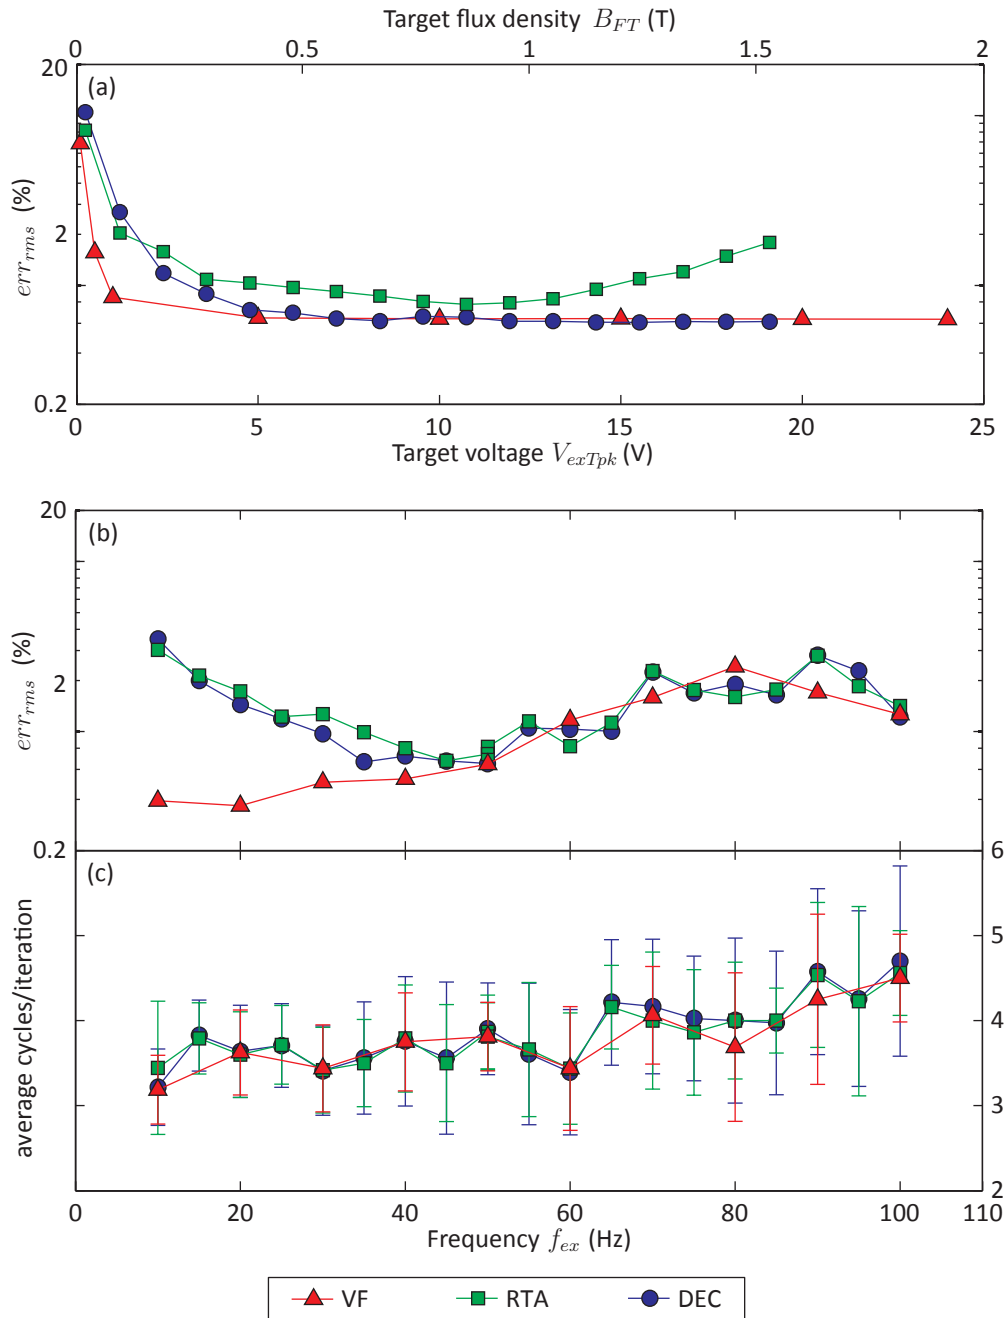 Target flux density B_FT (T)
0 0.5 1 1.5 2
20
(a)
err_rms (%)
2
0.2
0 5 10 15 20 25
Target voltage V_exTpk (V)
20
(b)
err_rms (%)
2
0.2
6
(c)
average cycles/iteration
5
4
3
2
0 20 40 60 80 100 110
Frequency f_ex (Hz)
VF RTA DEC